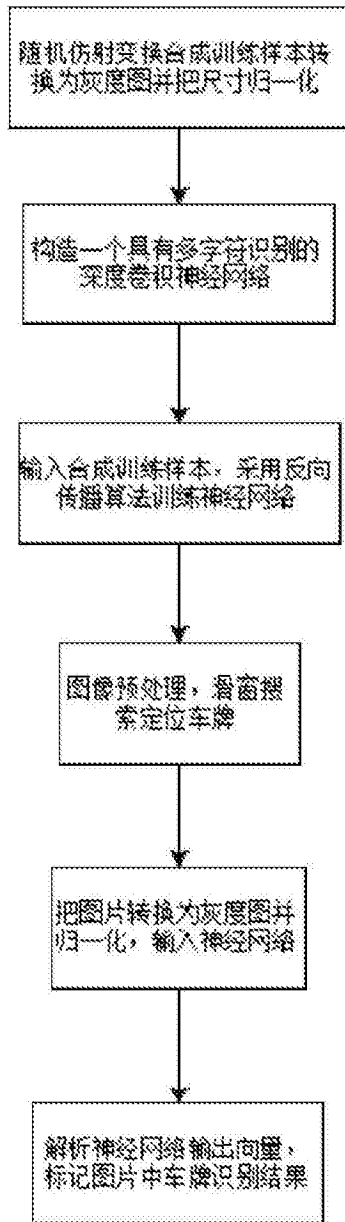 随机仿射变换合成训练样本转
换为灰度图并把尺寸归一化
构造一个具有多字符识别的
深度卷积神经网络
输入合成训练样本，采用反向
传播算法训练神经网络
图像预处理，滑窗搜
索定位车牌
把图片转换为灰度图并
归一化，输入神经网络
解析神经网络输出向量，
标记图片中车牌识别结果